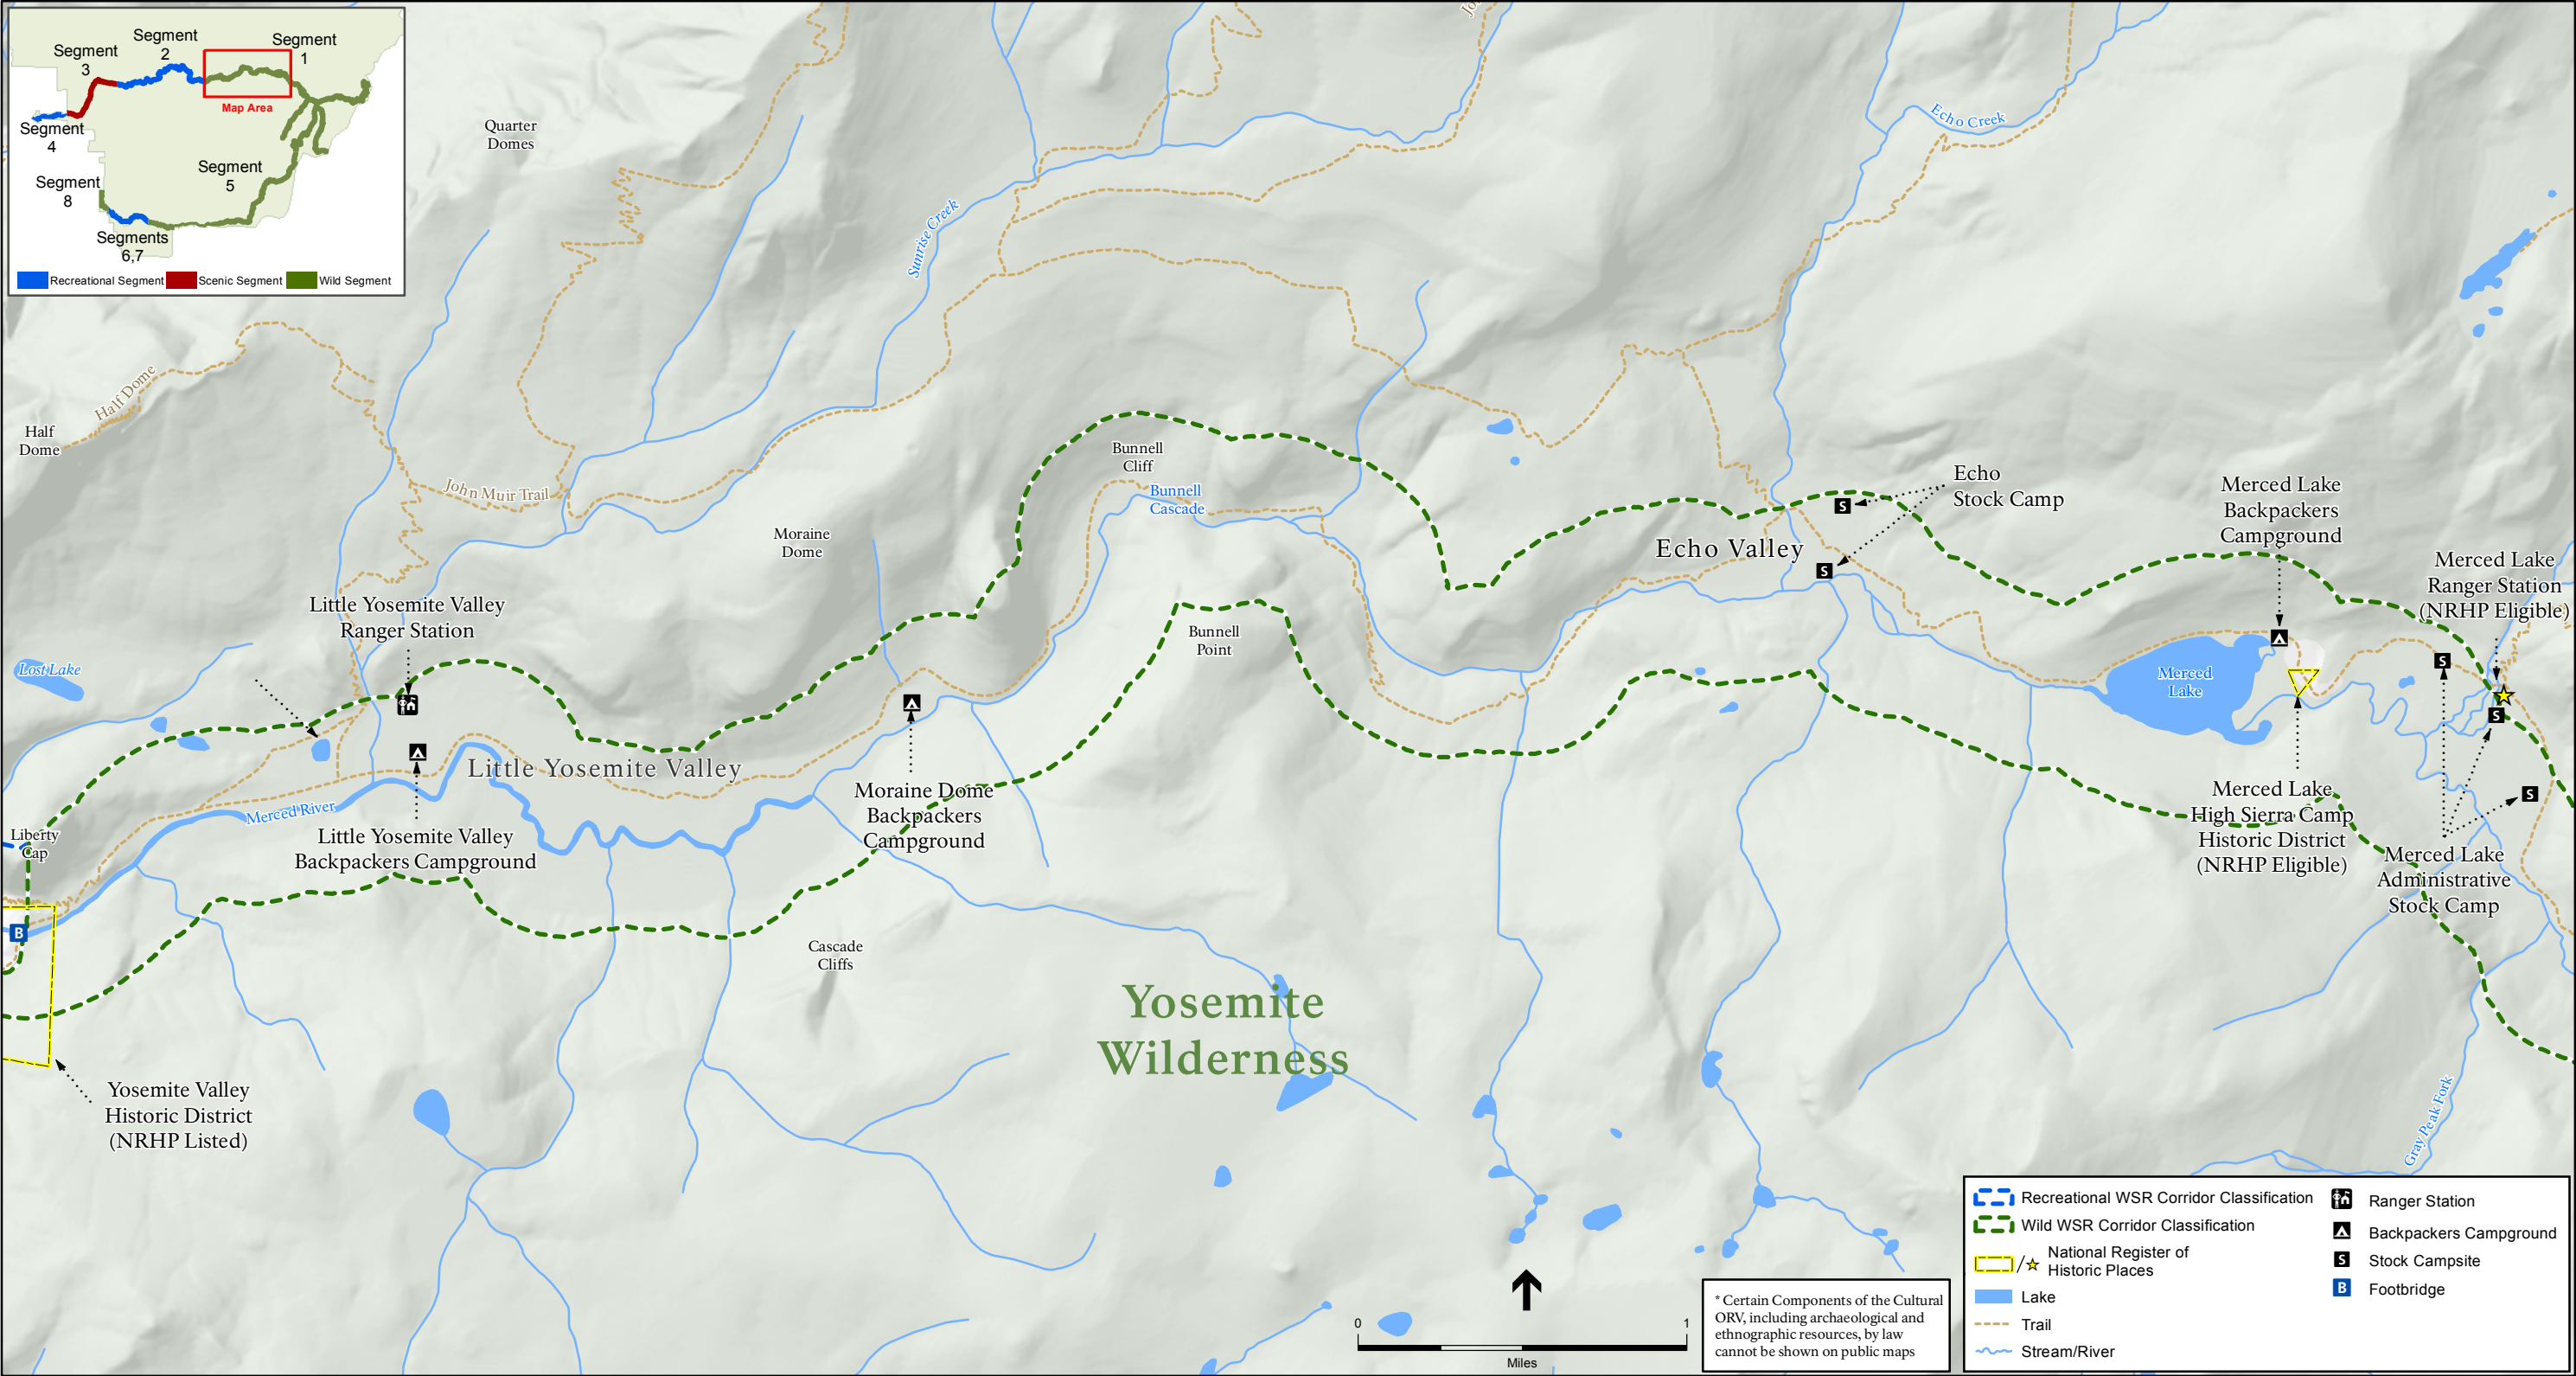 Segment
1
Segment
2
Segment
3
Map Area
Segment
4
Segment
5
Segment
8
Segments
6,7
Recreational Segment
Scenic Segment
Wild Segment
Quarter
Domes
Sunrise Creek
Echo Creek
Half Dome
Half
Dome
John Muir Trail
Bunnell
Cliff
Bunnell
Cascade
Moraine
Dome
Echo
Stock Camp
Echo Valley
Merced Lake
Backpackers
Campground
Merced Lake
Ranger Station
(NRHP Eligible)
Little Yosemite Valley
Ranger Station
Bunnell
Point
Lost Lake
Merced
Lake
Little Yosemite Valley
Merced River
Liberty
Cap
Little Yosemite Valley
Backpackers Campground
Moraine Dome
Backpackers
Campground
Merced Lake
High Sierra Camp
Historic District
(NRHP Eligible)
Merced Lake
Administrative
Stock Camp
S
S
S
S
S
B
Cascade
Cliffs
Yosemite
Wilderness
Yosemite Valley
Historic District
(NRHP Listed)
Gray Peak Fork
0
1
Miles
* Certain Components of the Cultural
ORV, including archaeological and
ethnographic resources, by law
cannot be shown on public maps
Recreational WSR Corridor Classification
Wild WSR Corridor Classification
/
National Register of
Historic Places
Lake
Trail
Stream/River
Ranger Station
Backpackers Campground
S Stock Campsite
B Footbridge